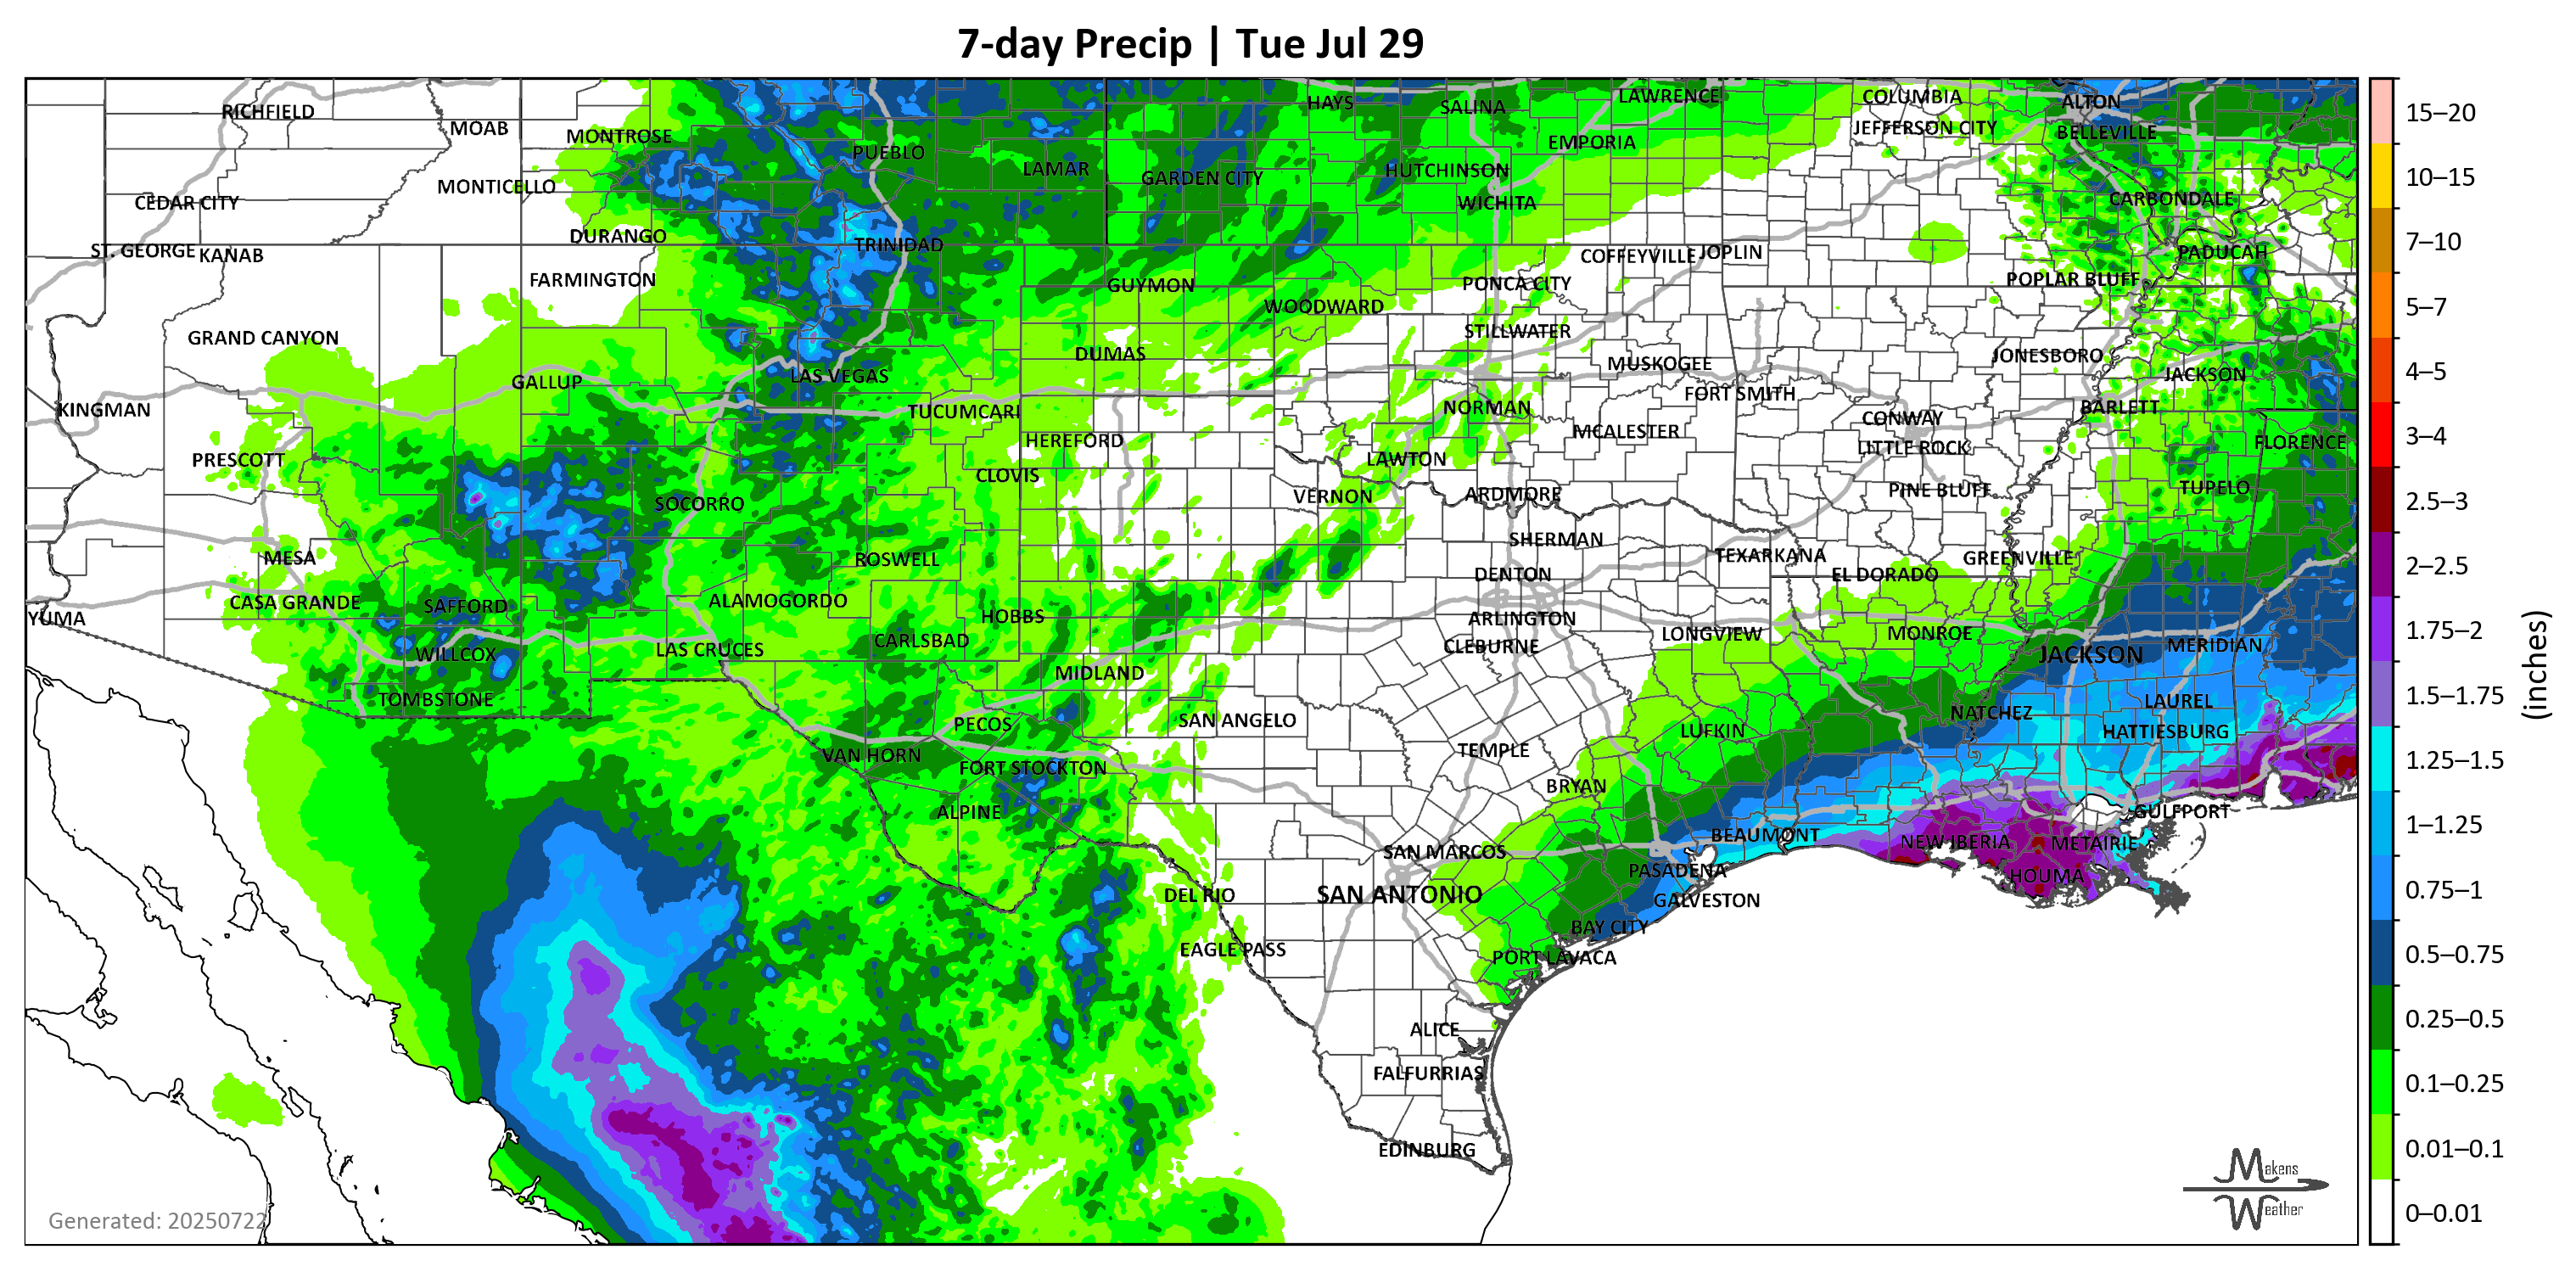 7-day Precip | Tue Jul 29
RICHFIELD
MOAB
MONTROSE
PUEBLO
LAMAR
HAYS
SALINA
LAWRENCE
COLUMBIA
ALTON
JEFFERSON CITY
BELLEVILLE
EMPORIA
HUTCHINSON
GARDEN CITY
MONTICELLO
CEDAR CITY
WICHITA
CARBONDALE
DURANGO
TRINIDAD
ST. GEORGE
KANAB
COFFEYVILLE
JOPLIN
PADUCAH
FARMINGTON
GUYMON
PONCA CITY
POPLAR BLUFF
WOODWARD
GRAND CANYON
STILLWATER
DUMAS
MUSKOGEE
JONESBORO
GALLUP
LAS VEGAS
FORT SMITH
JACKSON
KINGMAN
TUCUMCARI
NORMAN
CONWAY
BARLETT
HEREFORD
MCALESTER
LITTLE ROCK
FLORENCE
PRESCOTT
CLOVIS
LAWTON
SOCORRO
VERNON
ARDMORE
PINE BLUFF
TUPELO
MESA
ROSWELL
SHERMAN
TEXARKANA
GREENVILLE
DENTON
EL DORADO
YUMA
CASA GRANDE
SAFFORD
ALAMOGORDO
HOBBS
ARLINGTON
WILLCOX
LAS CRUCES
CARLSBAD
CLEBURNE
LONGVIEW
MONROE
JACKSON
MERIDIAN
MIDLAND
TOMBSTONE
PECOS
SAN ANGELO
LUFKIN
NATCHEZ
LAUREL
HATTIESBURG
VAN HORN
FORT STOCKTON
TEMPLE
BRYAN
ALPINE
GULFPORT
SAN MARCOS
BEAUMONT
NEW IBERIA
METAIRIE
PASADENA
HOUMA
DEL RIO
SAN ANTONIO
GALVESTON
BAY CITY
EAGLE PASS
PORT LAVACA
ALICE
FALFURRIAS
EDINBURG
Generated: 20250722
Makens
Weather
15–20
10–15
7–10
5–7
4–5
3–4
2.5–3
2–2.5
1.75–2
1.5–1.75
1.25–1.5
1–1.25
0.75–1
0.5–0.75
0.25–0.5
0.1–0.25
0.01–0.1
0–0.01
(inches)